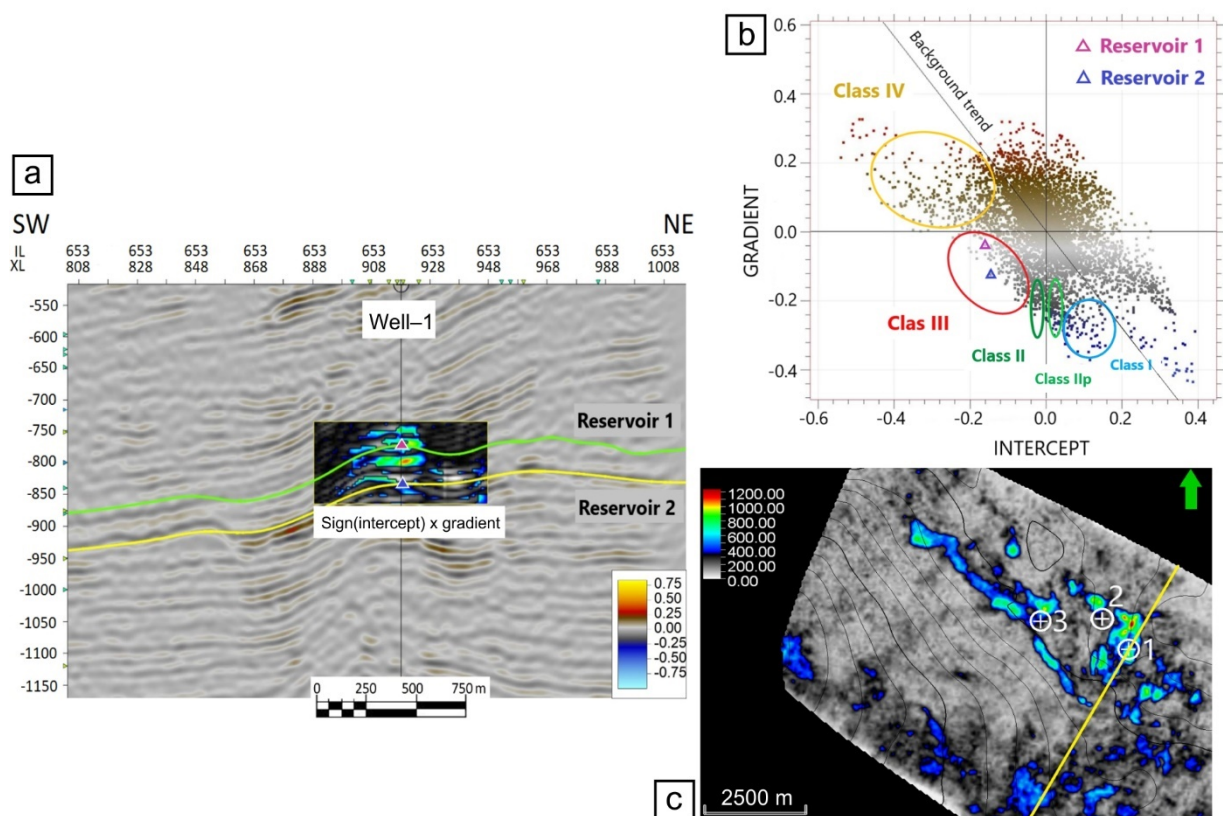 a
SW NE
IL 653 653 653 653 653 653 653 653 653 653 653
XL 808 828 848 868 888 908 928 948 968 988 1008
-550
-600
-650
-700
-750
-800
-850
-900
-950
-1000
-1050
-1100
-1150
Well–1
Reservoir 1
Reservoir 2
Sign(intercept) x gradient
0.75
0.50
0.25
0.00
-0.25
-0.50
-0.75
0 250 500 750 m
b
0.6
0.4
0.2
0.0
-0.2
-0.4
GRADIENT
Background trend
Reservoir 1
Reservoir 2
Class IV
Clas III
Class II
Class IIp
Class I
-0.6 -0.4 -0.2 0.0 0.2 0.4
INTERCEPT
1200.00
1000.00
800.00
600.00
400.00
200.00
0.00
2
3
1
c
2500 m